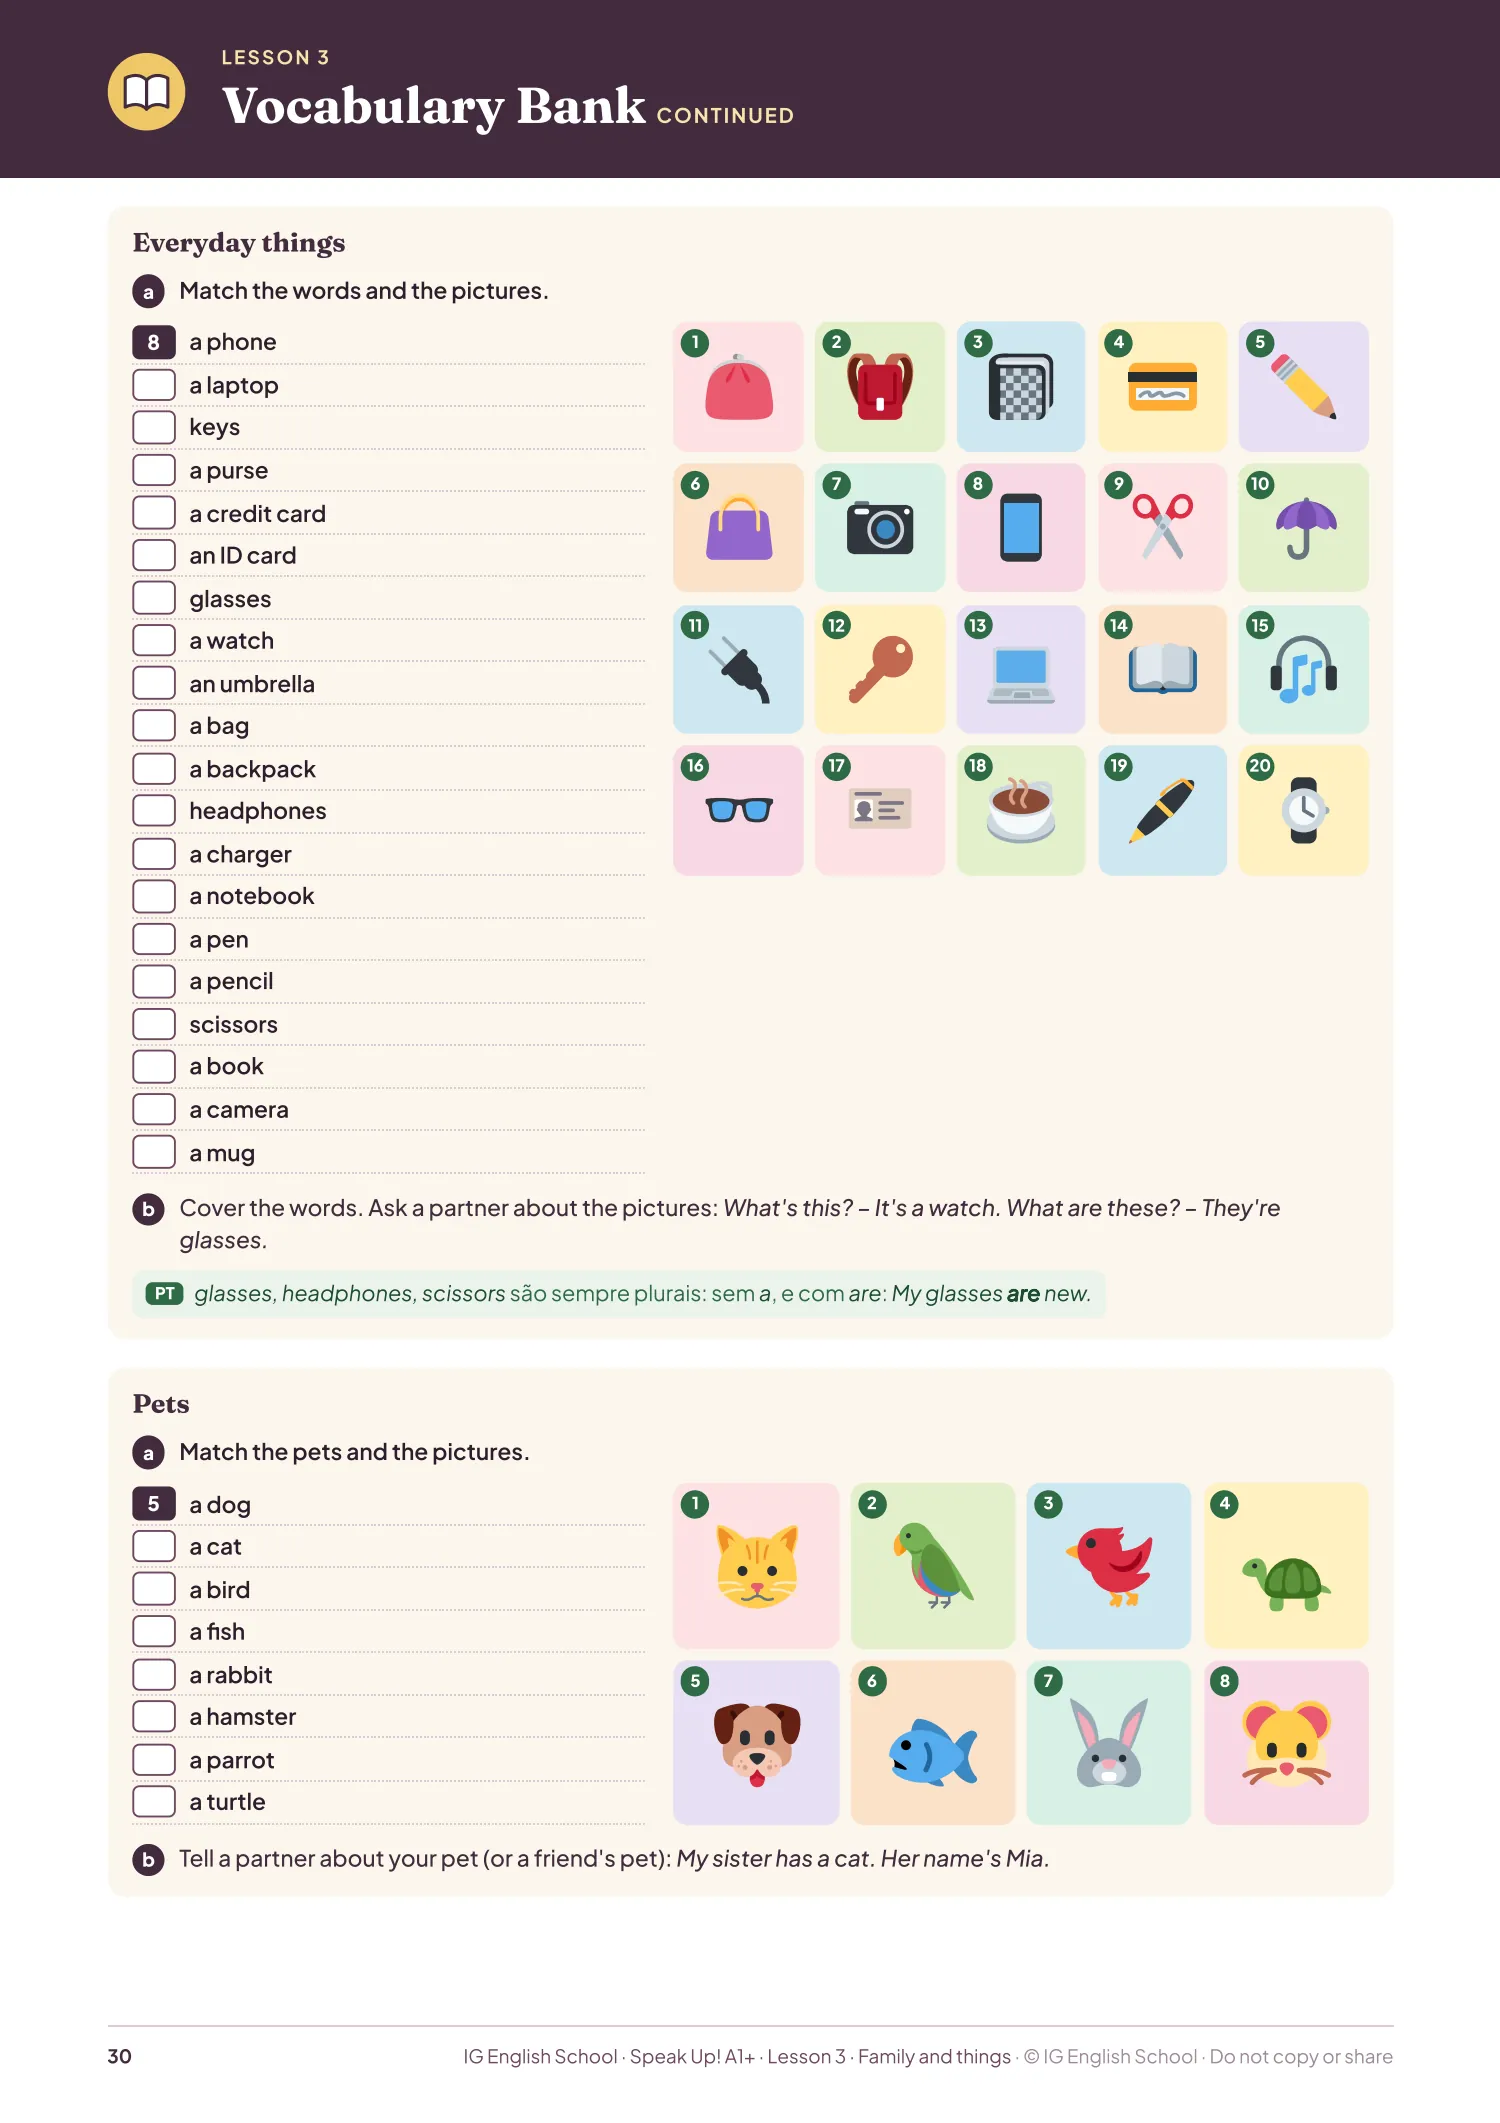 LESSON 3
Vocabulary Bank CONTINUED
Everyday things
a Match the words and the pictures.
8 a phone
a laptop
keys
a purse
a credit card
an ID card
glasses
a watch
an umbrella
a bag
a backpack
headphones
a charger
a notebook
a pen
a pencil
scissors
a book
a camera
a mug
1 2 3 4 5
6 7 8 9 10
11 12 13 14 15
16 17 18 19 20
b Cover the words. Ask a partner about the pictures: What's this? – It's a watch. What are these? – They're
glasses.
PT glasses, headphones, scissors são sempre plurais: sem a, e com are: My glasses are new.
Pets
a Match the pets and the pictures.
5 a dog
a cat
a bird
a fish
a rabbit
a hamster
a parrot
a turtle
1 2 3 4
5 6 7 8
b Tell a partner about your pet (or a friend's pet): My sister has a cat. Her name's Mia.
30 IG English School · Speak Up! A1+ · Lesson 3 · Family and things · © IG English School · Do not copy or share